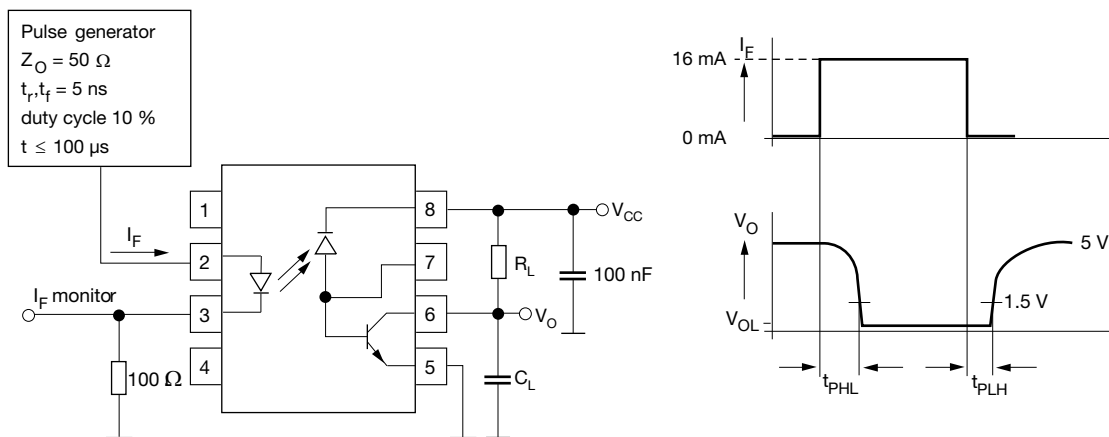 Pulse generator
Z_O = 50 Ω
t_r,t_f = 5 ns
duty cycle 10 %
t ≤ 100 μs
I_F
I_F monitor
100 Ω
1
2
3
4
8
7
6
5
V_CC
R_L
100 nF
V_O
C_L
I_F
16 mA
0 mA
V_O
5 V
1.5 V
V_OL
t_PHL
t_PLH